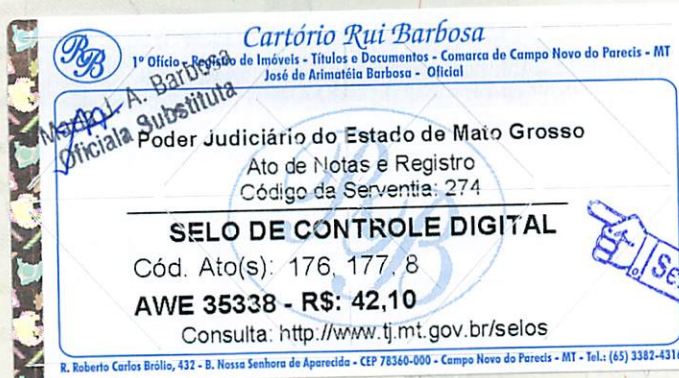 Cartório Rui Barbosa
RB
1º Ofício - Registro de Imóveis - Títulos e Documentos - Comarca de Campo Novo do Parecis - MT
José de Arimatéia Barbosa - Oficial
Maria J. A. Barbosa
Oficiala Substituta
Poder Judiciário do Estado de Mato Grosso
Ato de Notas e Registro
Código da Serventia: 274
SELO DE CONTROLE DIGITAL
Cód. Ato(s): 176, 177, 8
AWE 35338 - R$: 42,10
Consulta: http://www.tj.mt.gov.br/selos
R. Roberto Carlos Brólio, 432 - B. Nossa Senhora de Aparecida - CEP 78360-000 - Campo Novo do Parecis - MT - Tel.: (65) 3382-4316